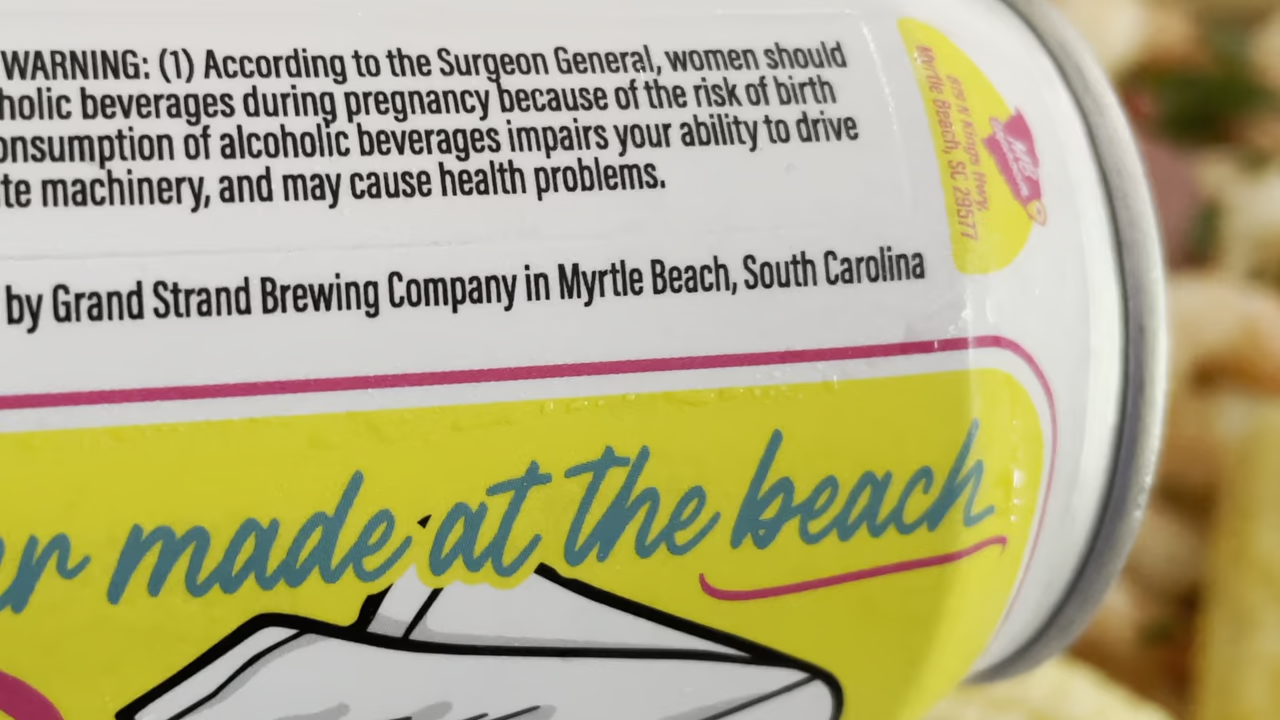 WARNING: (1) According to the Surgeon General, women should
holic beverages during pregnancy because of the risk of birth
onsumption of alcoholic beverages impairs your ability to drive
te machinery, and may cause health problems.
by Grand Strand Brewing Company in Myrtle Beach, South Carolina
N Kings Hwy,
Myrtle Beach, SC 29577
made at the beach